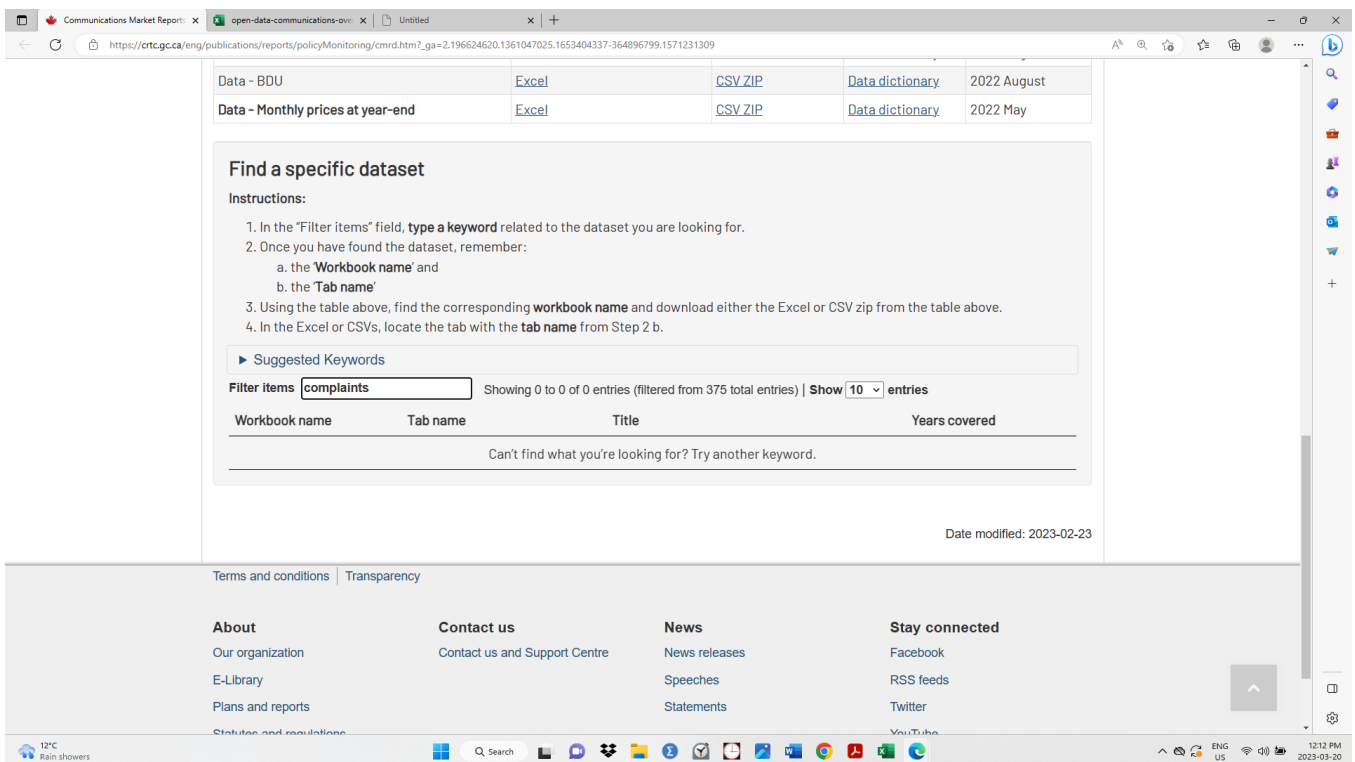 Communications Market Reports
open-data-communications-ove
Untitled
https://crtc.gc.ca/eng/publications/reports/policyMonitoring/cmrd.htm?_ga=2.196624620.1361047025.1653404337-364896799.1571231309
Data - BDU Excel CSV ZIP Data dictionary 2022 August
Data - Monthly prices at year-end Excel CSV ZIP Data dictionary 2022 May
Find a specific dataset
Instructions:
1. In the "Filter items" field, type a keyword related to the dataset you are looking for.
2. Once you have found the dataset, remember:
a. the 'Workbook name' and
b. the 'Tab name'
3. Using the table above, find the corresponding workbook name and download either the Excel or CSV zip from the table above.
4. In the Excel or CSVs, locate the tab with the tab name from Step 2 b.
Suggested Keywords
Filter items complaints Showing 0 to 0 of 0 entries (filtered from 375 total entries) | Show 10 entries
Workbook name Tab name Title Years covered
Can't find what you're looking for? Try another keyword.
Date modified: 2023-02-23
Terms and conditions | Transparency
About Contact us News Stay connected
Our organization Contact us and Support Centre News releases Facebook
E-Library Speeches RSS feeds
Plans and reports Statements Twitter
Statutes and regulations YouTube
12°C
Rain showers
Search
ENG
US
12:12 PM
2023-03-20